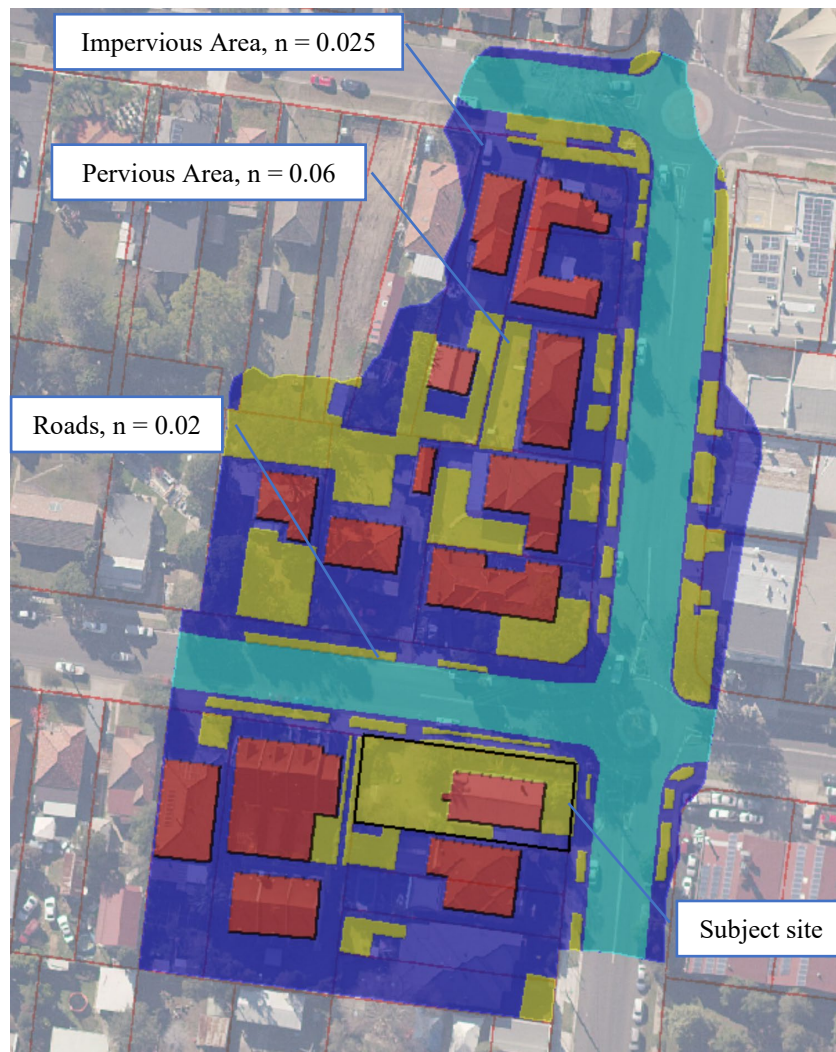 Impervious Area, n = 0.025
Pervious Area, n = 0.06
Roads, n = 0.02
Subject site